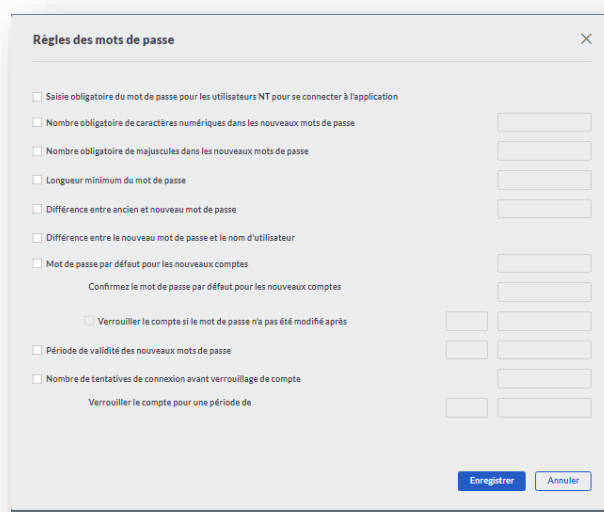 Règles des mots de passe
Saisie obligatoire du mot de passe pour les utilisateurs NT pour se connecter à l'application
Nombre obligatoire de caractères numériques dans les nouveaux mots de passe
Nombre obligatoire de majuscules dans les nouveaux mots de passe
Longueur minimum du mot de passe
Différence entre ancien et nouveau mot de passe
Différence entre le nouveau mot de passe et le nom d'utilisateur
Mot de passe par défaut pour les nouveaux comptes
Confirmez le mot de passe par défaut pour les nouveaux comptes
Verrouiller le compte si le mot de passe n'a pas été modifié après
Période de validité des nouveaux mots de passe
Nombre de tentatives de connexion avant verrouillage de compte
Verrouiller le compte pour une période de
Enregistrer Annuler